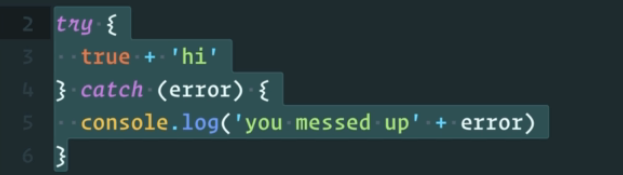 2 try {
3   true + 'hi'
4 } catch (error) {
5   console.log('you messed up' + error)
6 }